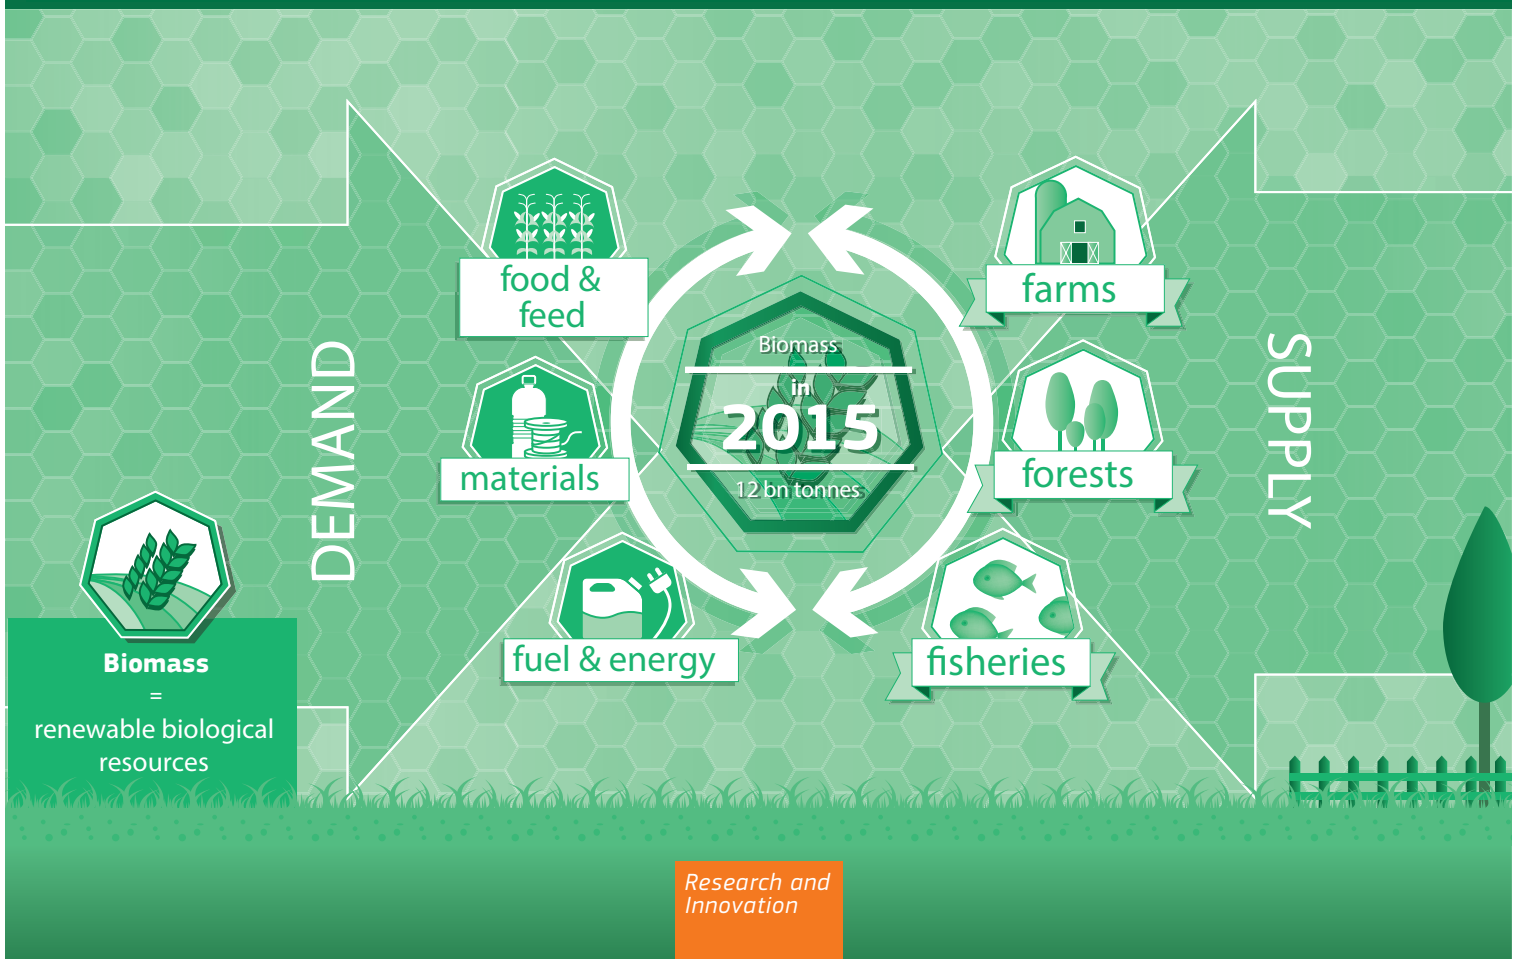 DEMAND
food &
feed
materials
fuel & energy
Biomass
in
2015
12 bn tonnes
farms
forests
fisheries
SUPPLY
Biomass
=
renewable biological
resources
Research and
Innovation